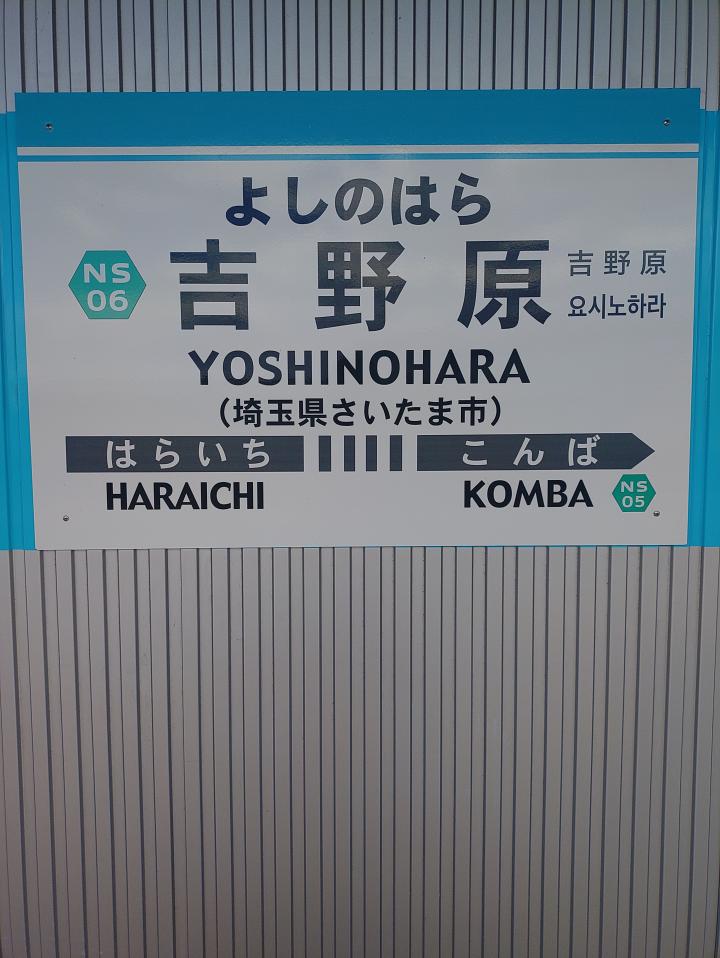 よしのはら
NS
06
吉野原
吉野原
요시노하라
YOSHINOHARA
(埼玉県さいたま市)
はらいち こんば
HARAICHI KOMBA
NS
05